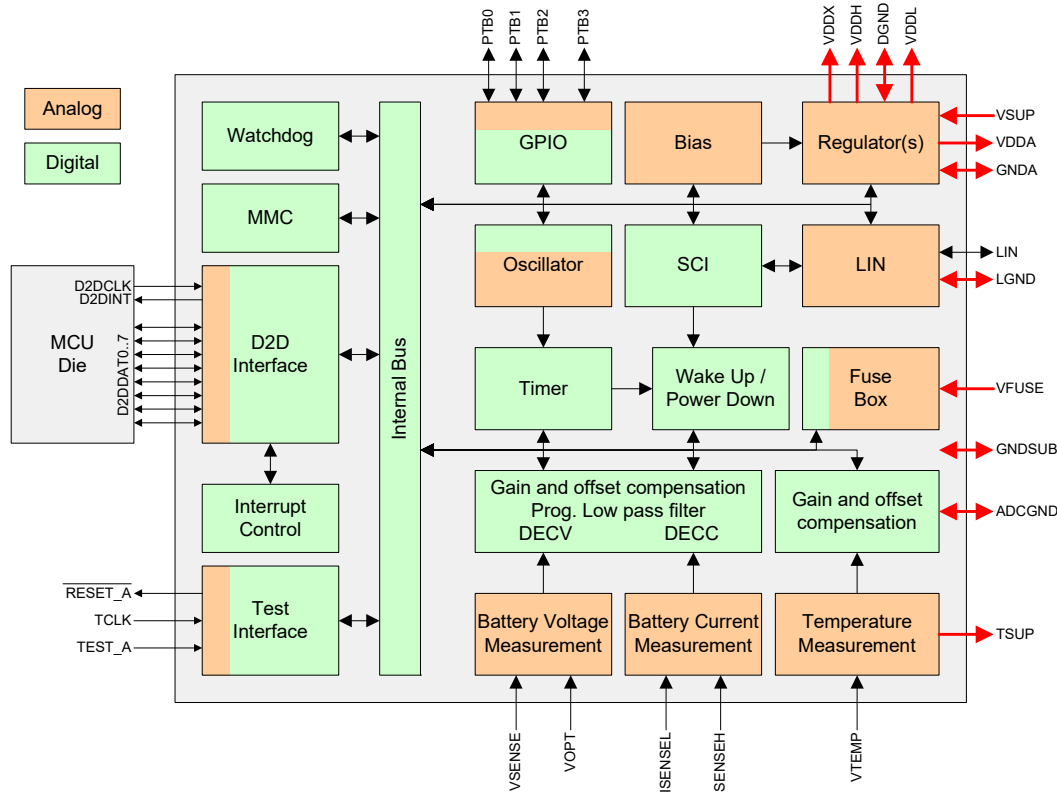 PTB0
PTB1
PTB2
PTB3
VDDX
VDDH
DGND
VDDL
Analog
Digital
Watchdog
GPIO
Bias
Regulator(s)
VSUP
VDDA
GNDA
MMC
Oscillator
SCI
LIN
LIN
LGND
MCU
Die
D2DCLK
D2DINT
D2DDAT0..7
D2D
Interface
Internal Bus
Timer
Wake Up /
Power Down
Fuse
Box
VFUSE
GNDSUB
Interrupt
Control
Gain and offset compensation
Prog. Low pass filter
DECV
DECC
Gain and offset
compensation
ADCGND
RESET_A
TCLK
TEST_A
Test
Interface
Battery Voltage
Measurement
Battery Current
Measurement
Temperature
Measurement
TSUP
VSENSE
VOPT
ISENSEL
SENSEH
VTEMP